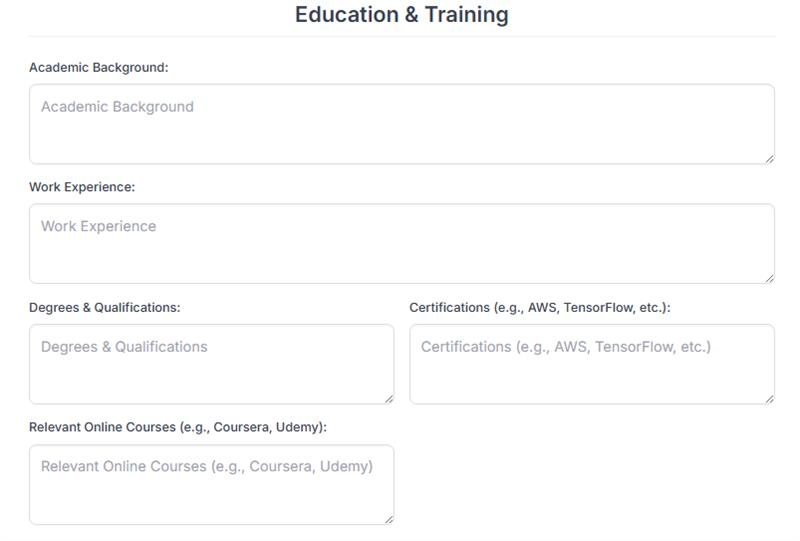 Education & Training
Academic Background:
Academic Background
Work Experience:
Work Experience
Degrees & Qualifications:
Degrees & Qualifications
Certifications (e.g., AWS, TensorFlow, etc.):
Certifications (e.g., AWS, TensorFlow, etc.)
Relevant Online Courses (e.g., Coursera, Udemy):
Relevant Online Courses (e.g., Coursera, Udemy)